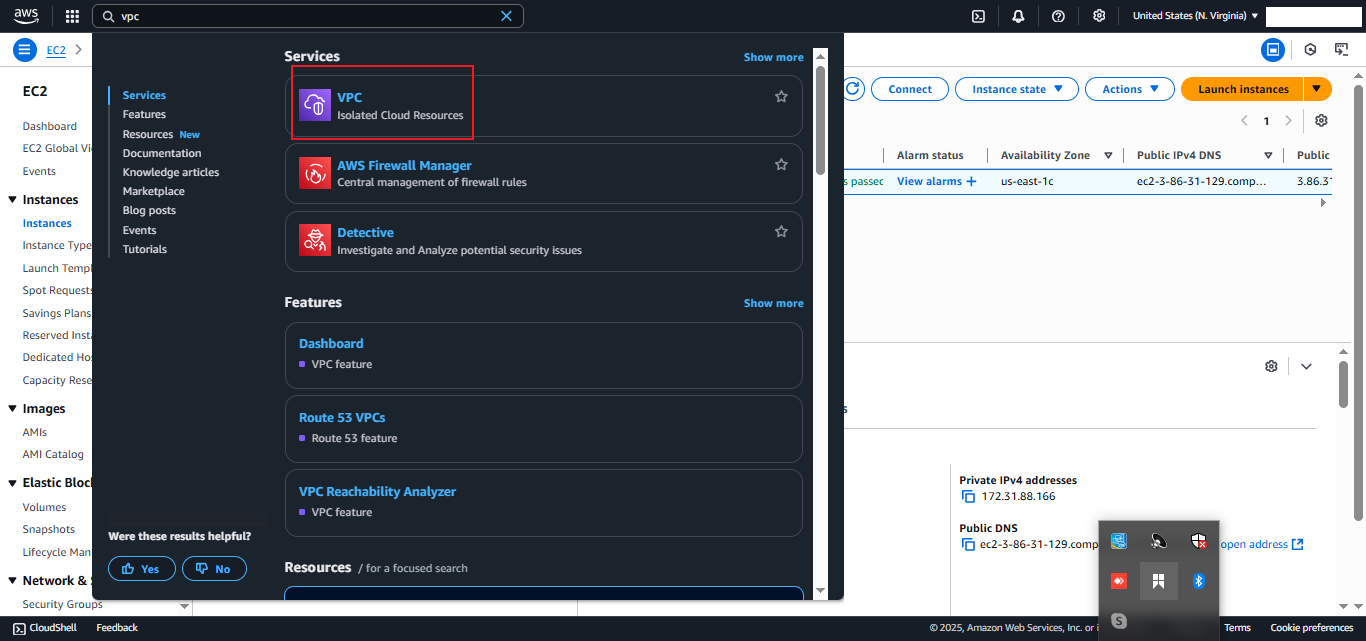 aws
vpc
United States (N. Virginia)
EC2
Services
Show more
EC2
Services
Features
Resources New
Documentation
Knowledge articles
Marketplace
Blog posts
Events
Tutorials
VPC
Isolated Cloud Resources
AWS Firewall Manager
Central management of firewall rules
Detective
Investigate and Analyze potential security issues
Features
Show more
Dashboard
VPC feature
Route 53 VPCs
Route 53 feature
VPC Reachability Analyzer
VPC feature
Resources / for a focused search
Were these results helpful?
Yes
No
Dashboard
EC2 Global Vi
Events
Instances
Instances
Instance Type
Launch Templ
Spot Requests
Savings Plans
Reserved Insta
Dedicated Ho
Capacity Rese
Images
AMIs
AMI Catalog
Elastic Block
Volumes
Snapshots
Lifecycle Man
Network & S
Security Groups
Connect
Instance state
Actions
Launch instances
1
Alarm status
Availability Zone
Public IPv4 DNS
Public
s passed
View alarms +
us-east-1c
ec2-3-86-31-129.comp...
3.86.31
s
Private IPv4 addresses
172.31.88.166
Public DNS
ec2-3-86-31-129.comp
open address
S
CloudShell
Feedback
© 2025, Amazon Web Services, Inc. or i
Terms
Cookie preferences